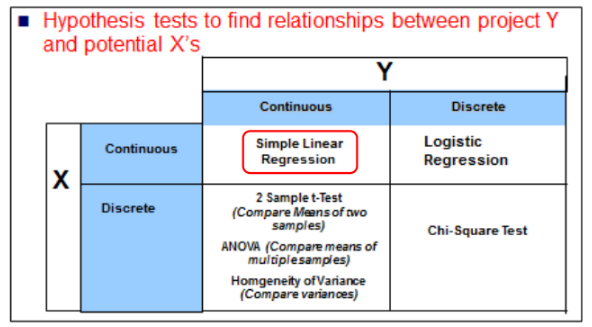 Hypothesis tests to find relationships between project Y
and potential X's
Y
Continuous
Discrete
X
Continuous
Simple Linear
Regression
Logistic
Regression
Discrete
2 Sample t-Test
(Compare Means of two
samples)
ANOVA (Compare means of
multiple samples)
Homgeneity of Variance
(Compare variances)
Chi-Square Test